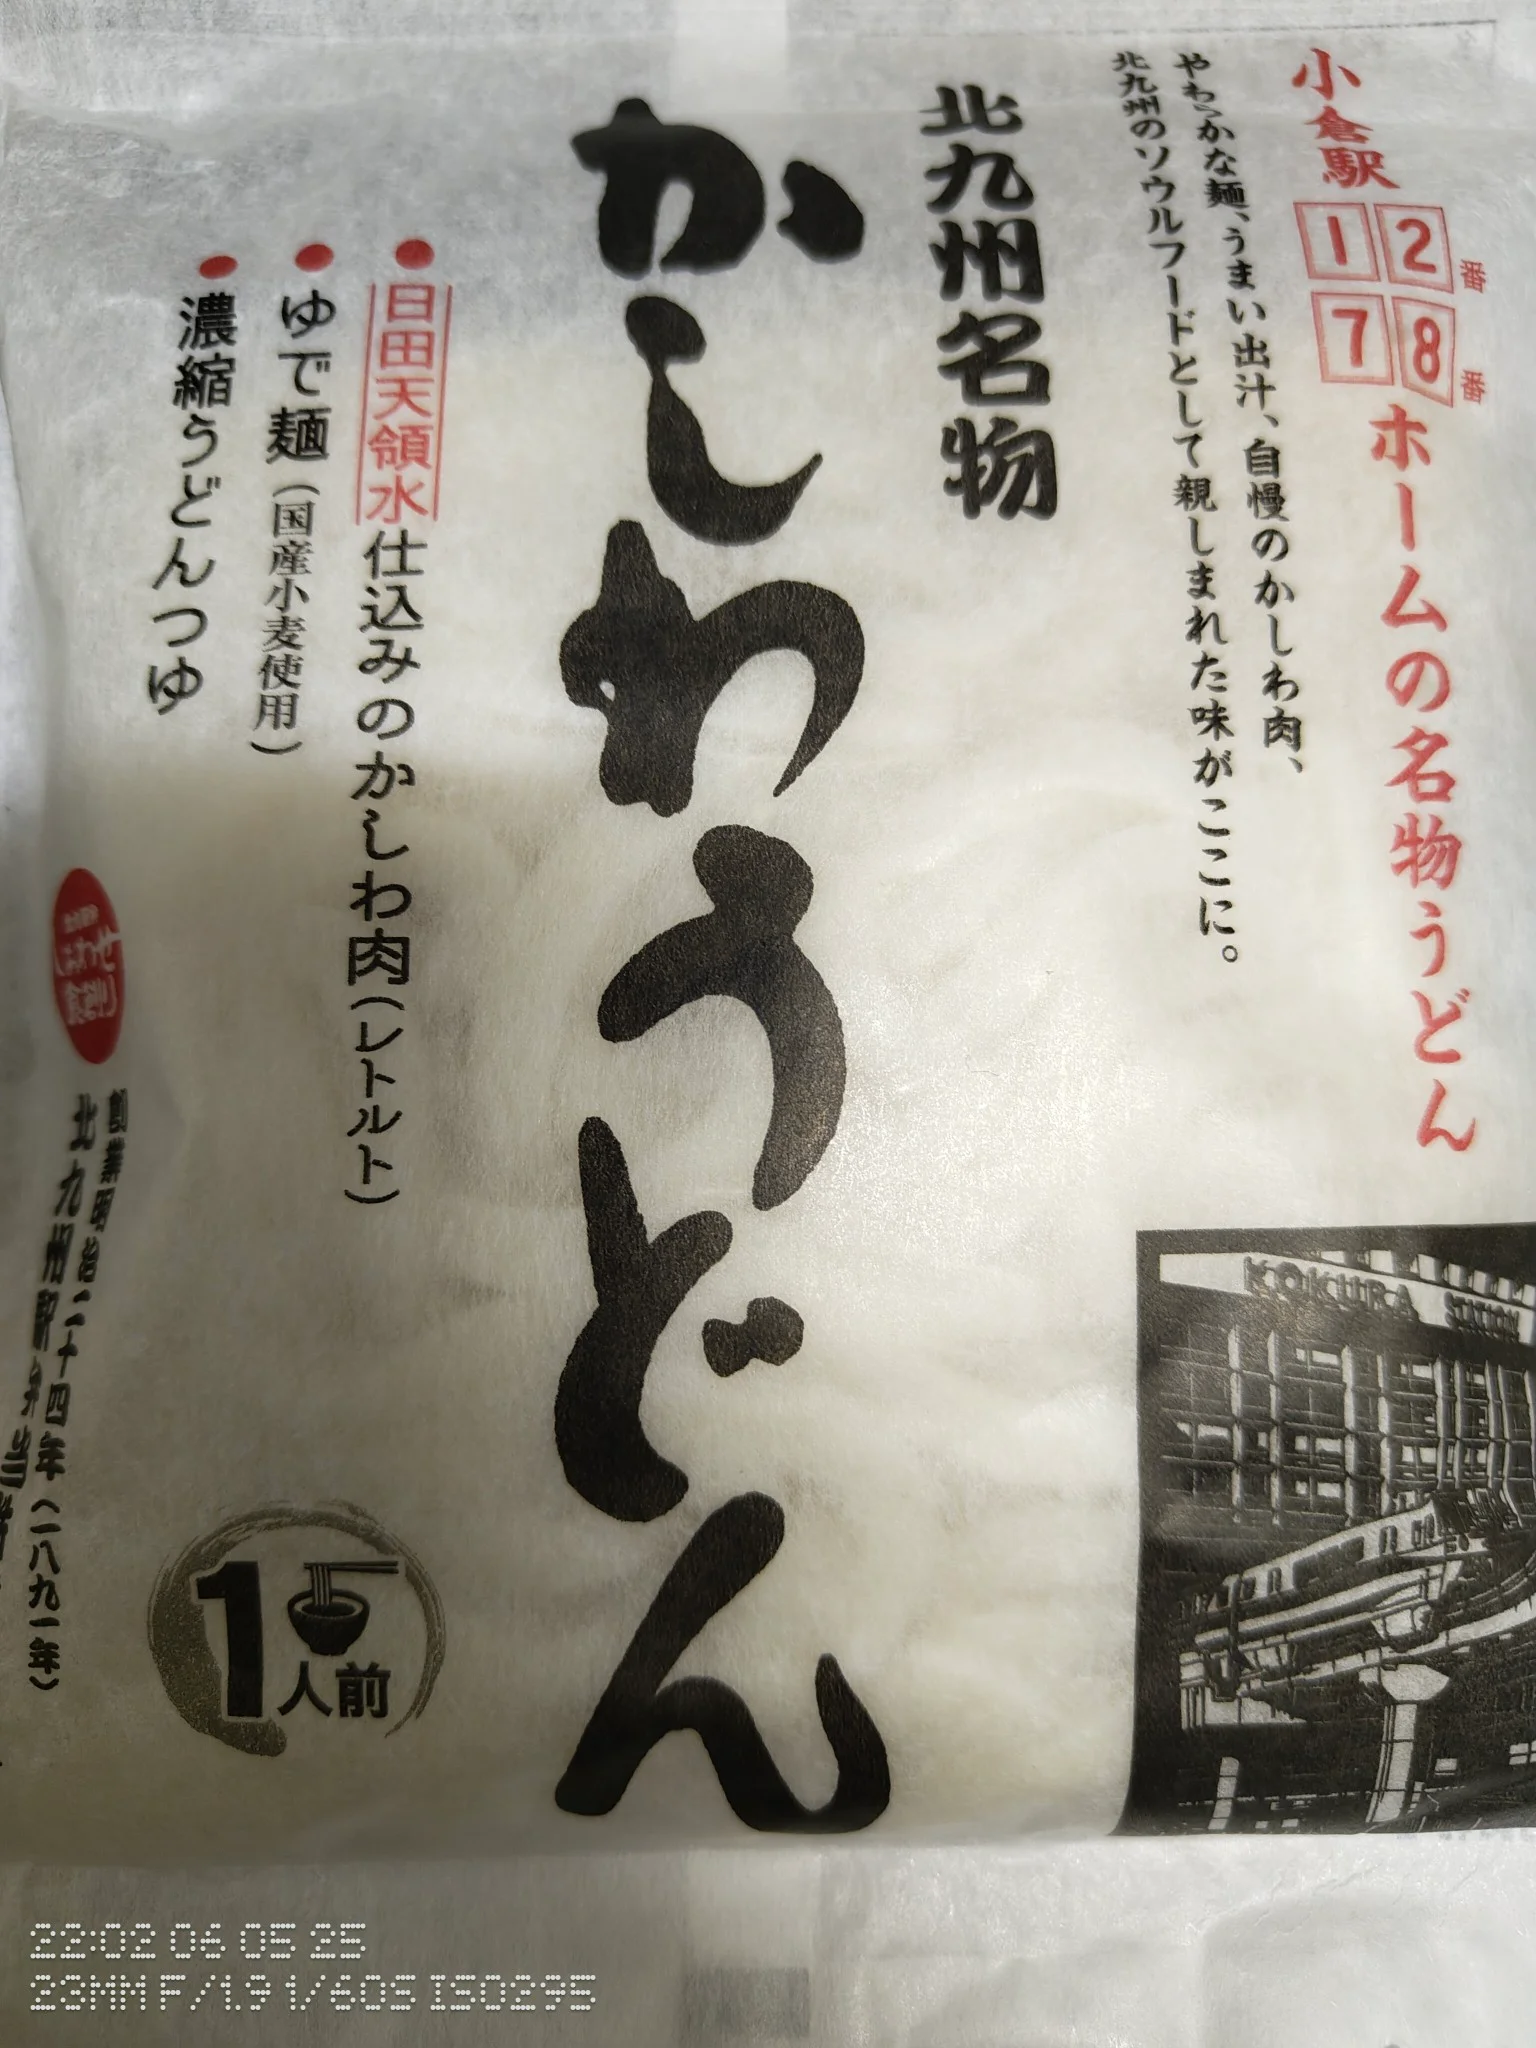 小倉駅
1 2番
7 8番
ホームの名物うどん
やわらかな麺、うまい出汁、自慢のかしわ肉、
北九州のソウルフードとして親しまれた味がここに。
北九州名物
かしわうどん
●日田天領水仕込みのかしわ肉(レトルト)
●ゆで麺(国産小麦使用)
●濃縮うどんつゆ
創業明治二十四年(一八九一年)
北九州駅弁当
1人前
KOKURA STATION
22:02 06 05 25
23MM F/1.9 1/60S ISO295